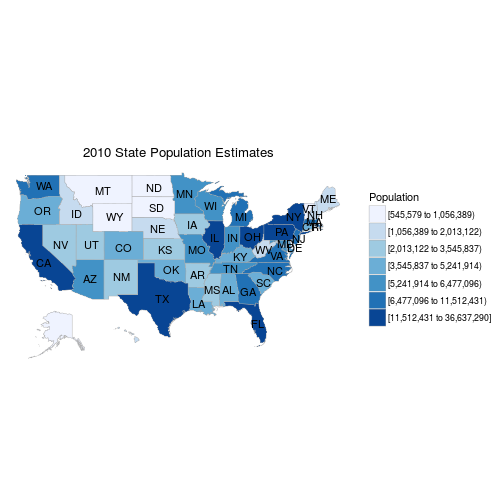 2010 State Population Estimates
WA
MT
ND
MN
ME
OR
ID
WY
SD
WI
MI
VT
NH
NY
MA
CT
RI
NV
UT
CO
NE
IA
IL
IN
OH
PA
NJ
MD
DE
CA
KS
MO
KY
WV
VA
AZ
NM
OK
AR
TN
NC
SC
TX
LA
MS
AL
GA
FL
Population
[545,579 to 1,056,389)
[1,056,389 to 2,013,122)
[2,013,122 to 3,545,837)
[3,545,837 to 5,241,914)
[5,241,914 to 6,477,096)
[6,477,096 to 11,512,431)
[11,512,431 to 36,637,290]